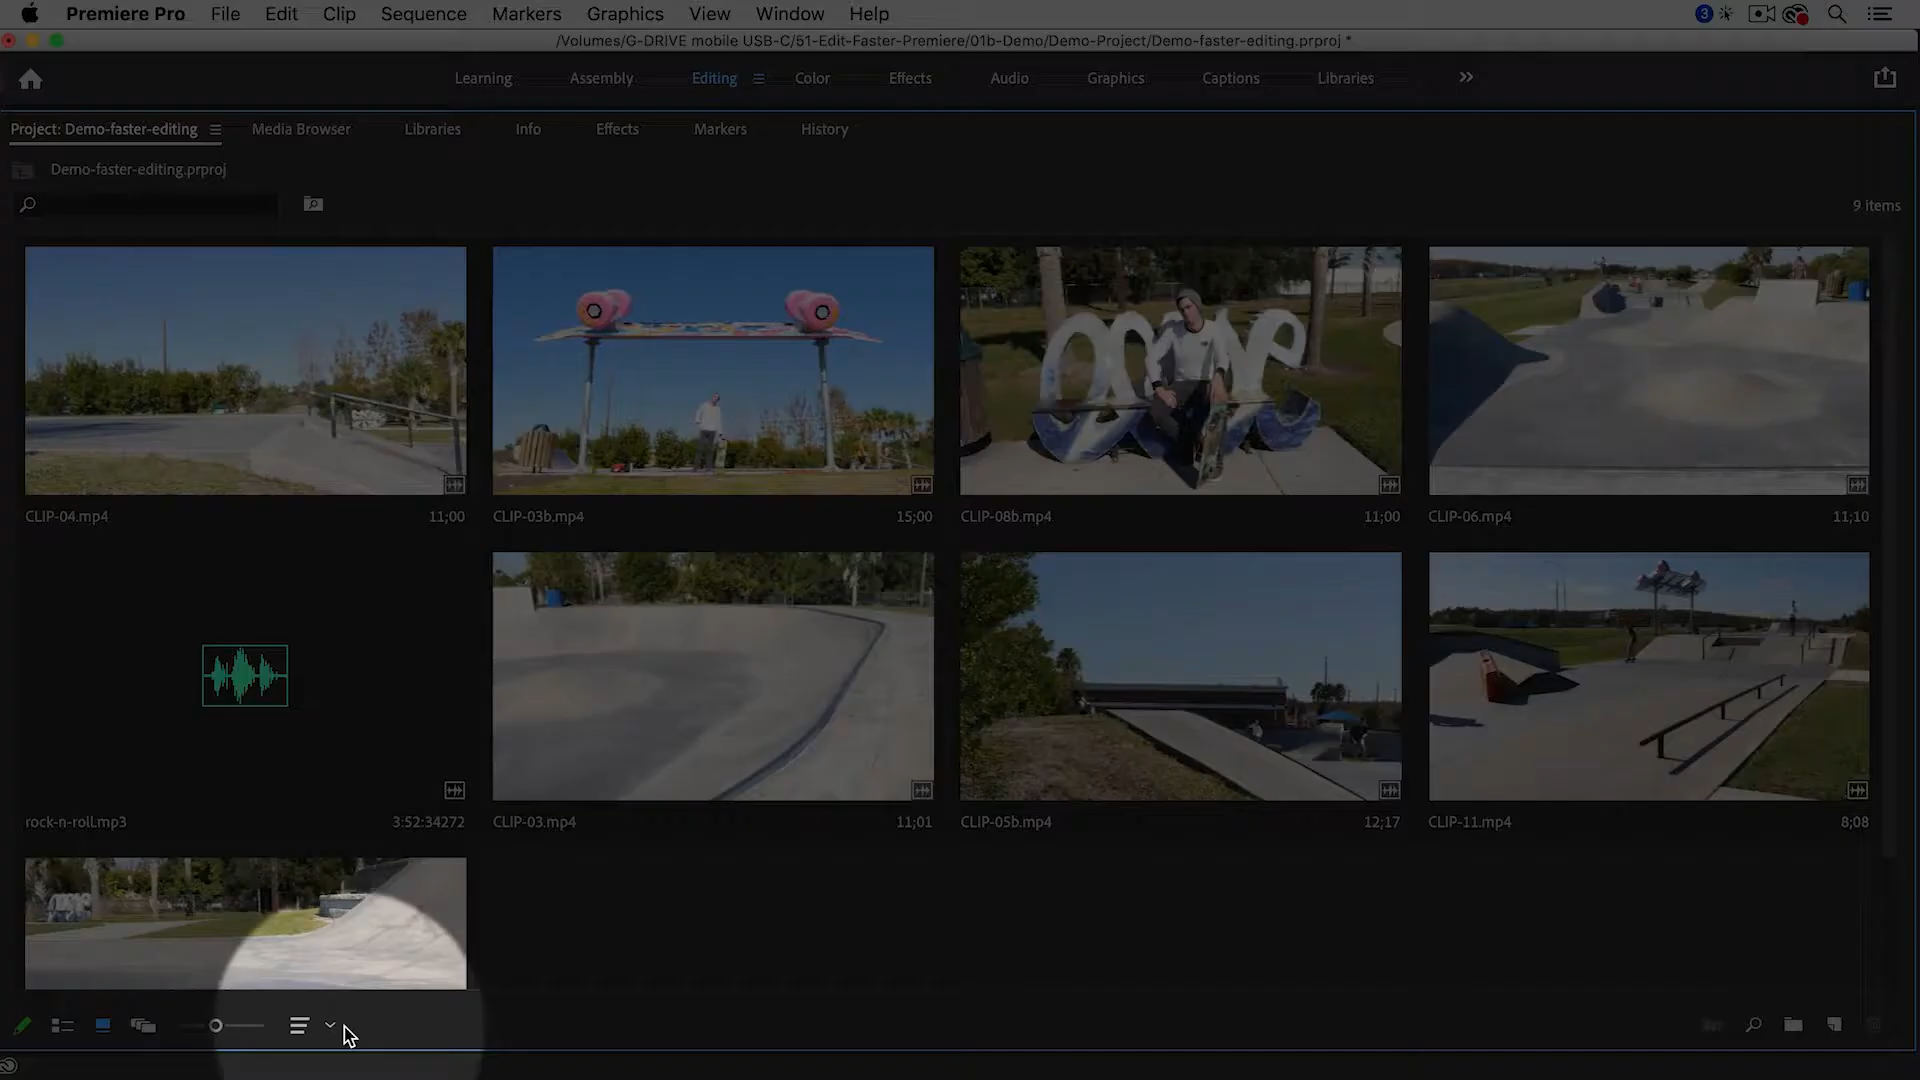 Premiere Pro File Edit Clip Sequence Markers Graphics View Window Help 3
/Volumes/G-DRIVE mobile USB-C/51-Edit-Faster-Premiere/01b-Demo/Demo-Project/Demo-faster-editing.prproj *
Learning Assembly Editing Color Effects Audio Graphics Captions Libraries
Project: Demo-faster-editing Media Browser Libraries Info Effects Markers History
Demo-faster-editing.prproj
9 items
CLIP-04.mp4 11;00 CLIP-03b.mp4 15;00 CLIP-08b.mp4 11;00 CLIP-06.mp4 11;10
rock-n-roll.mp3 3:52:34272 CLIP-03.mp4 11;01 CLIP-05b.mp4 12;17 CLIP-11.mp4 8;08